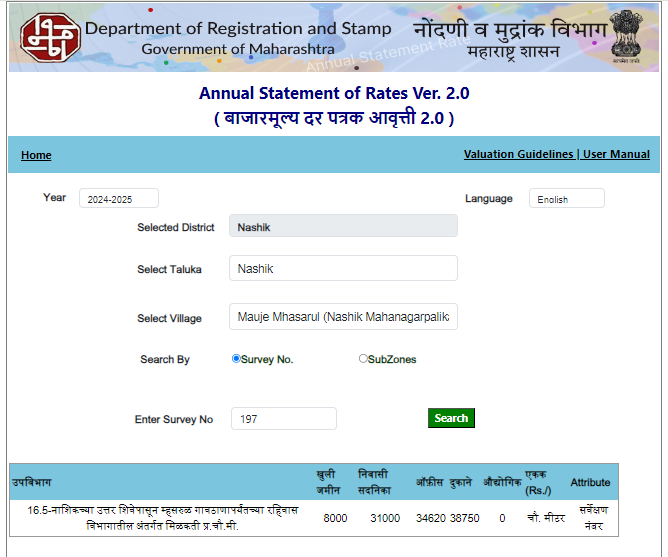 Department of Registration and Stamp
Government of Maharashtra
नोंदणी व मुद्रांक विभाग
महाराष्ट्र शासन
Annual Statement Rate
Annual Statement of Rates Ver. 2.0
( बाजारमूल्य दर पत्रक आवृत्ती 2.0 )
Home
Valuation Guidelines | User Manual
Year 2024-2025
Language English
Selected District Nashik
Select Taluka Nashik
Select Village Mauje Mhasarul (Nashik Mahanagarpalika
Search By Survey No. SubZones
Enter Survey No 197 Search
उपविभाग खुली जमीन निवासी सदनिका ऑफ़ीस दुकाने औद्योगिक एकक (Rs./) Attribute
16.5-नाशिकच्या उत्तर शिवेपासून म्हसरुळ गावठाणापर्यंतच्या रहिवास
विभागातील अंतर्गत मिळकती प्र.चौ.मी.
8000 31000 34620 38750 0 चौ. मीटर सर्वेक्षण नंबर